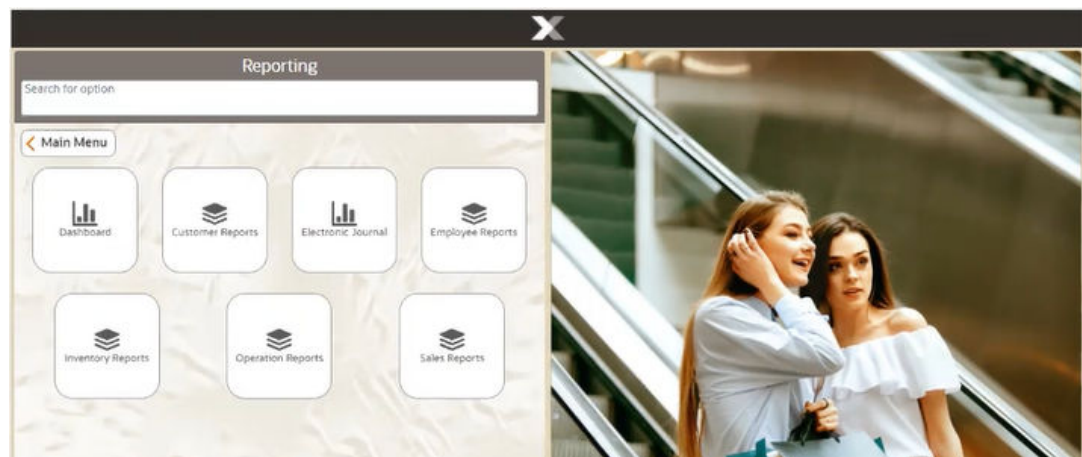 Reporting
Search for option
Main Menu
Dashboard
Customer Reports
Electronic Journal
Employee Reports
Inventory Reports
Operation Reports
Sales Reports